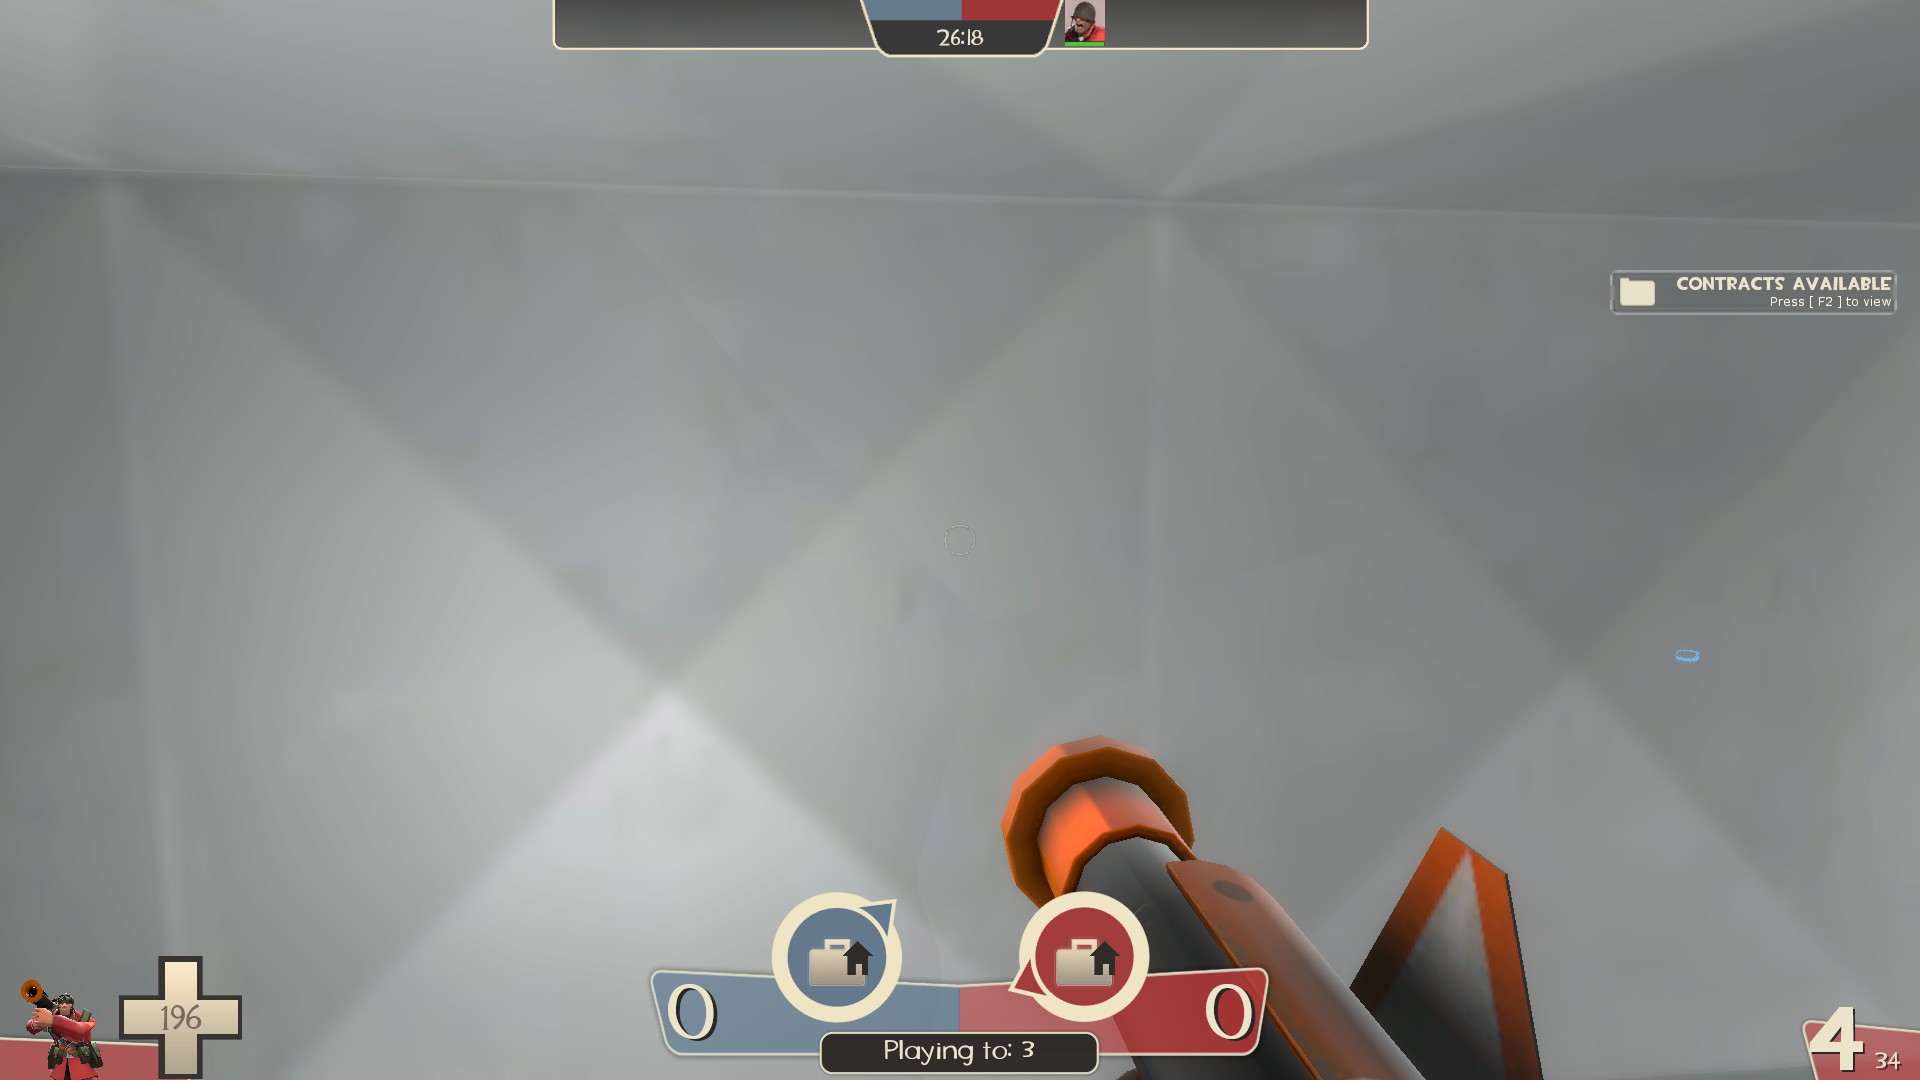 26:18
CONTRACTS AVAILABLE
Press [ F2 ] to view
196
0
0
Playing to: 3
4
34